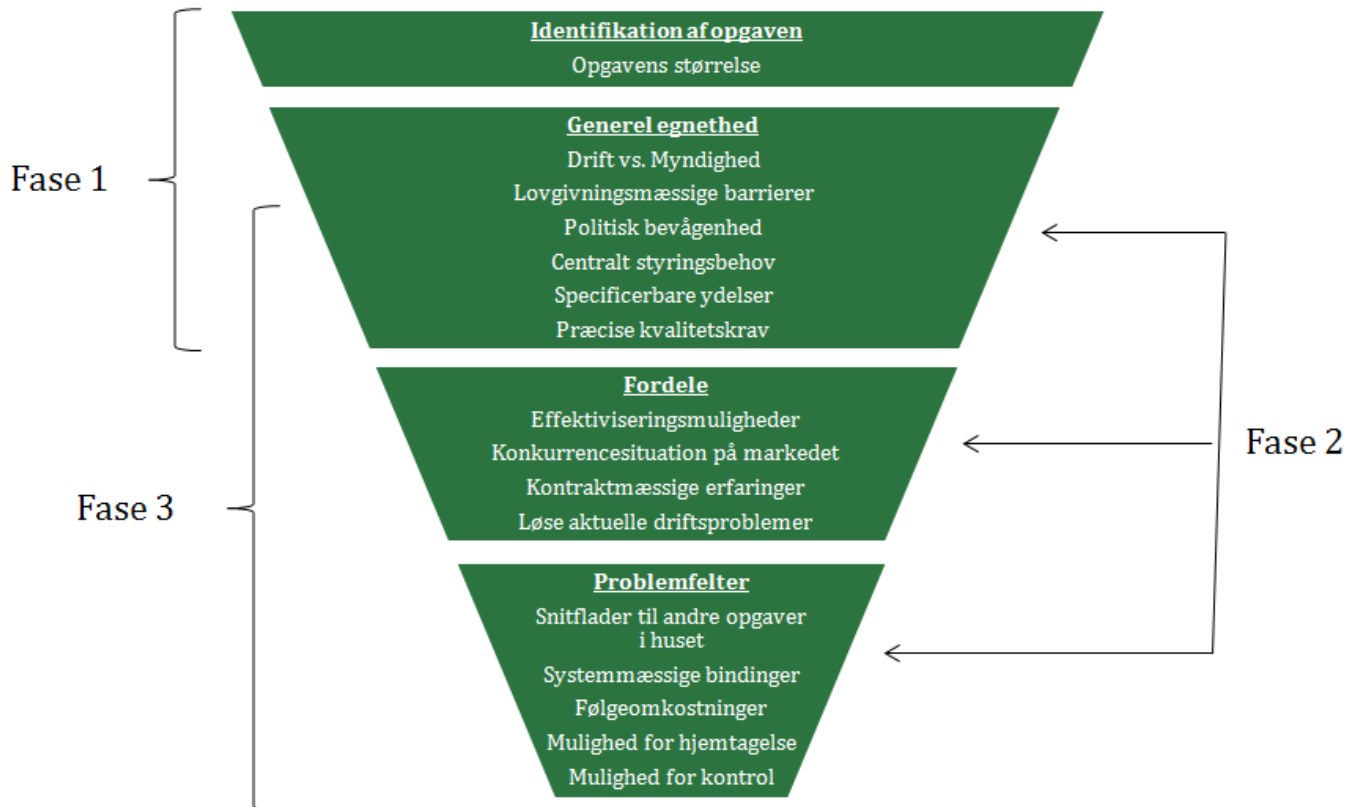 Identifikation af opgaven
Opgavens størrelse
Generel egnethed
Drift vs. Myndighed
Lovgivningsmæssige barrierer
Politisk bevågenhed
Centralt styringsbehov
Specificerbare ydelser
Præcise kvalitetskrav
Fase 1
Fordele
Effektiviseringsmuligheder
Konkurrencesituation på markedet
Kontraktmæssige erfaringer
Løse aktuelle driftsproblemer
Fase 2
Fase 3
Problemfelter
Snitflader til andre opgaver
i huset
Systemmæssige bindinger
Følgeomkostninger
Mulighed for hjemtagelse
Mulighed for kontrol